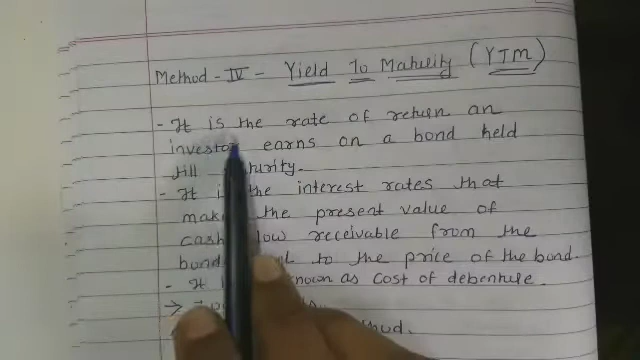 Method - IV - Yield To Maturity (YTM)
- It is the rate of return an
investor earns on a bond held
till maturity.
- It is the interest rates that
make the present value of
cash flow receivable from the
bond to the price of the bond.
- It known as cost of debenture.
→